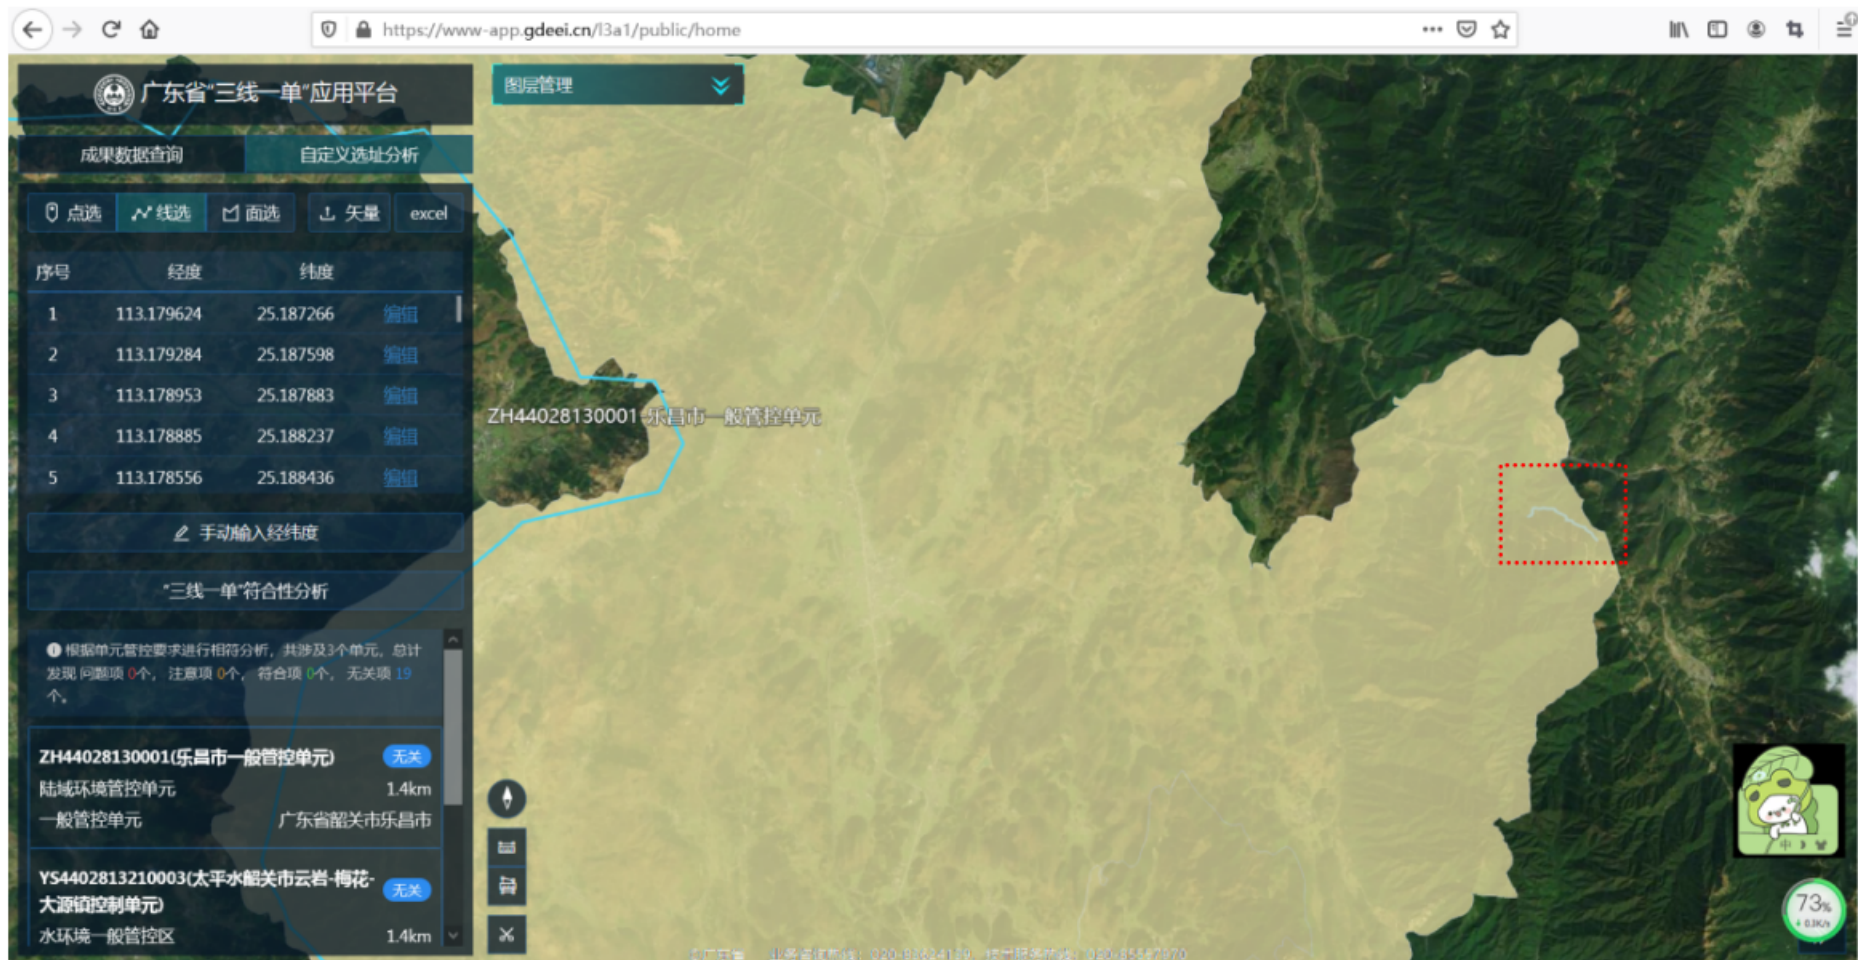 https://www-app.gdeei.cn/l3a1/public/home
广东省“三线一单”应用平台
图层管理
成果数据查询 自定义选址分析
点选 线选 面选 矢量 excel
序号 经度 纬度
1 113.179624 25.187266 编辑
2 113.179284 25.187598 编辑
3 113.178953 25.187883 编辑
4 113.178885 25.188237 编辑
5 113.178556 25.188436 编辑
ZH44028130001-乐昌市一般管控单元
手动输入经纬度
“三线一单”符合性分析
根据单元管控要求进行相符分析，共涉及3个单元，总计
发现 问题项 0个， 注意项 0个， 符合项 0个， 无关项 19
个。
ZH44028130001(乐昌市一般管控单元) 无关
陆域环境管控单元 1.4km
一般管控单元 广东省韶关市乐昌市
YS4402813210003(太平水韶关市云岩-梅花-
大源镇控制单元) 无关
水环境一般管控区 1.4km
中
73%